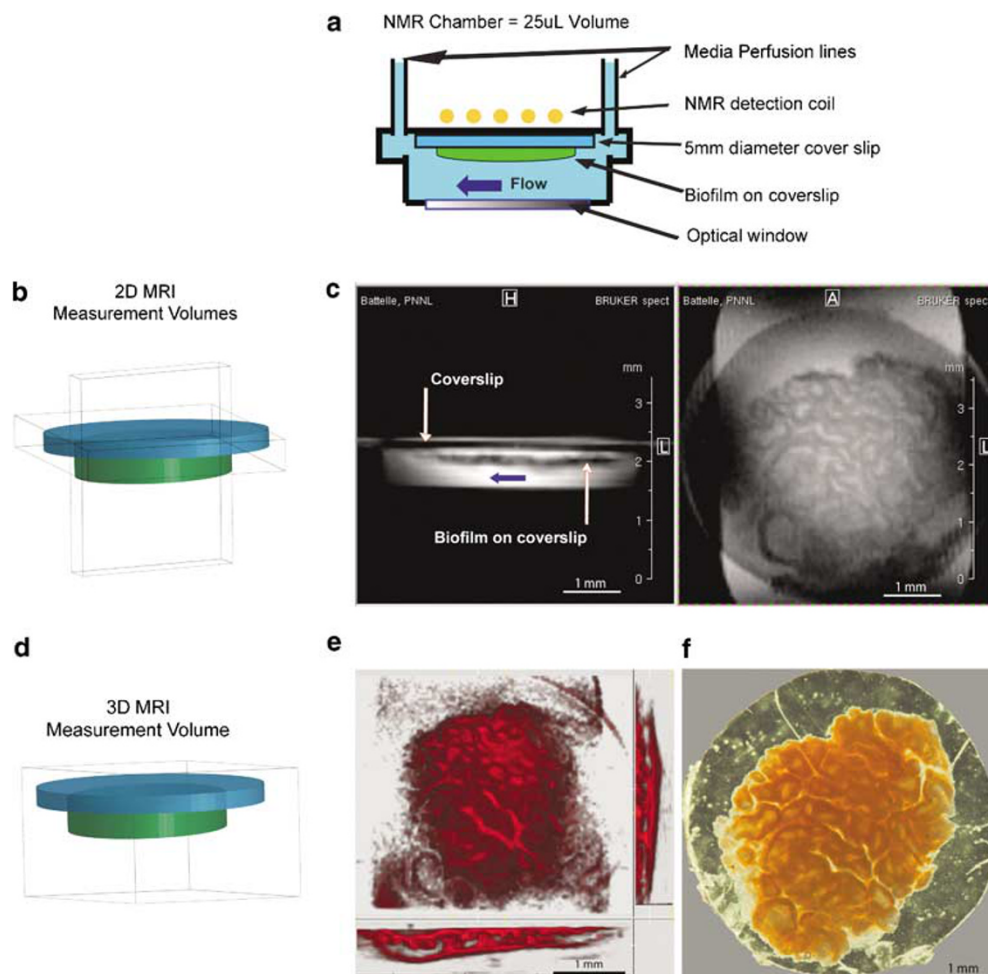 a
NMR Chamber = 25uL Volume
Media Perfusion lines
NMR detection coil
5mm diameter cover slip
Biofilm on coverslip
Flow
Optical window
b
2D MRI
Measurement Volumes
c
Battelle, PNNL
H
BRUKER spect
Coverslip
mm
3
L
2
1
0
Biofilm on coverslip
1 mm
Battelle, PNNL
A
BRUKER spect
mm
3
L
2
1
0
1 mm
d
3D MRI
Measurement Volume
e
1 mm
f
1 mm